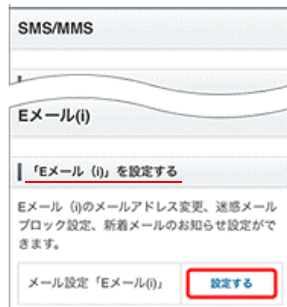 SMS/MMS
Eメール(i)
「Eメール（i)」を設定する
Eメール（i)のメールアドレス変更、迷惑メール
ブロック設定、新着メールのお知らせ設定がで
きます。
メール設定「Eメール(i)」 設定する